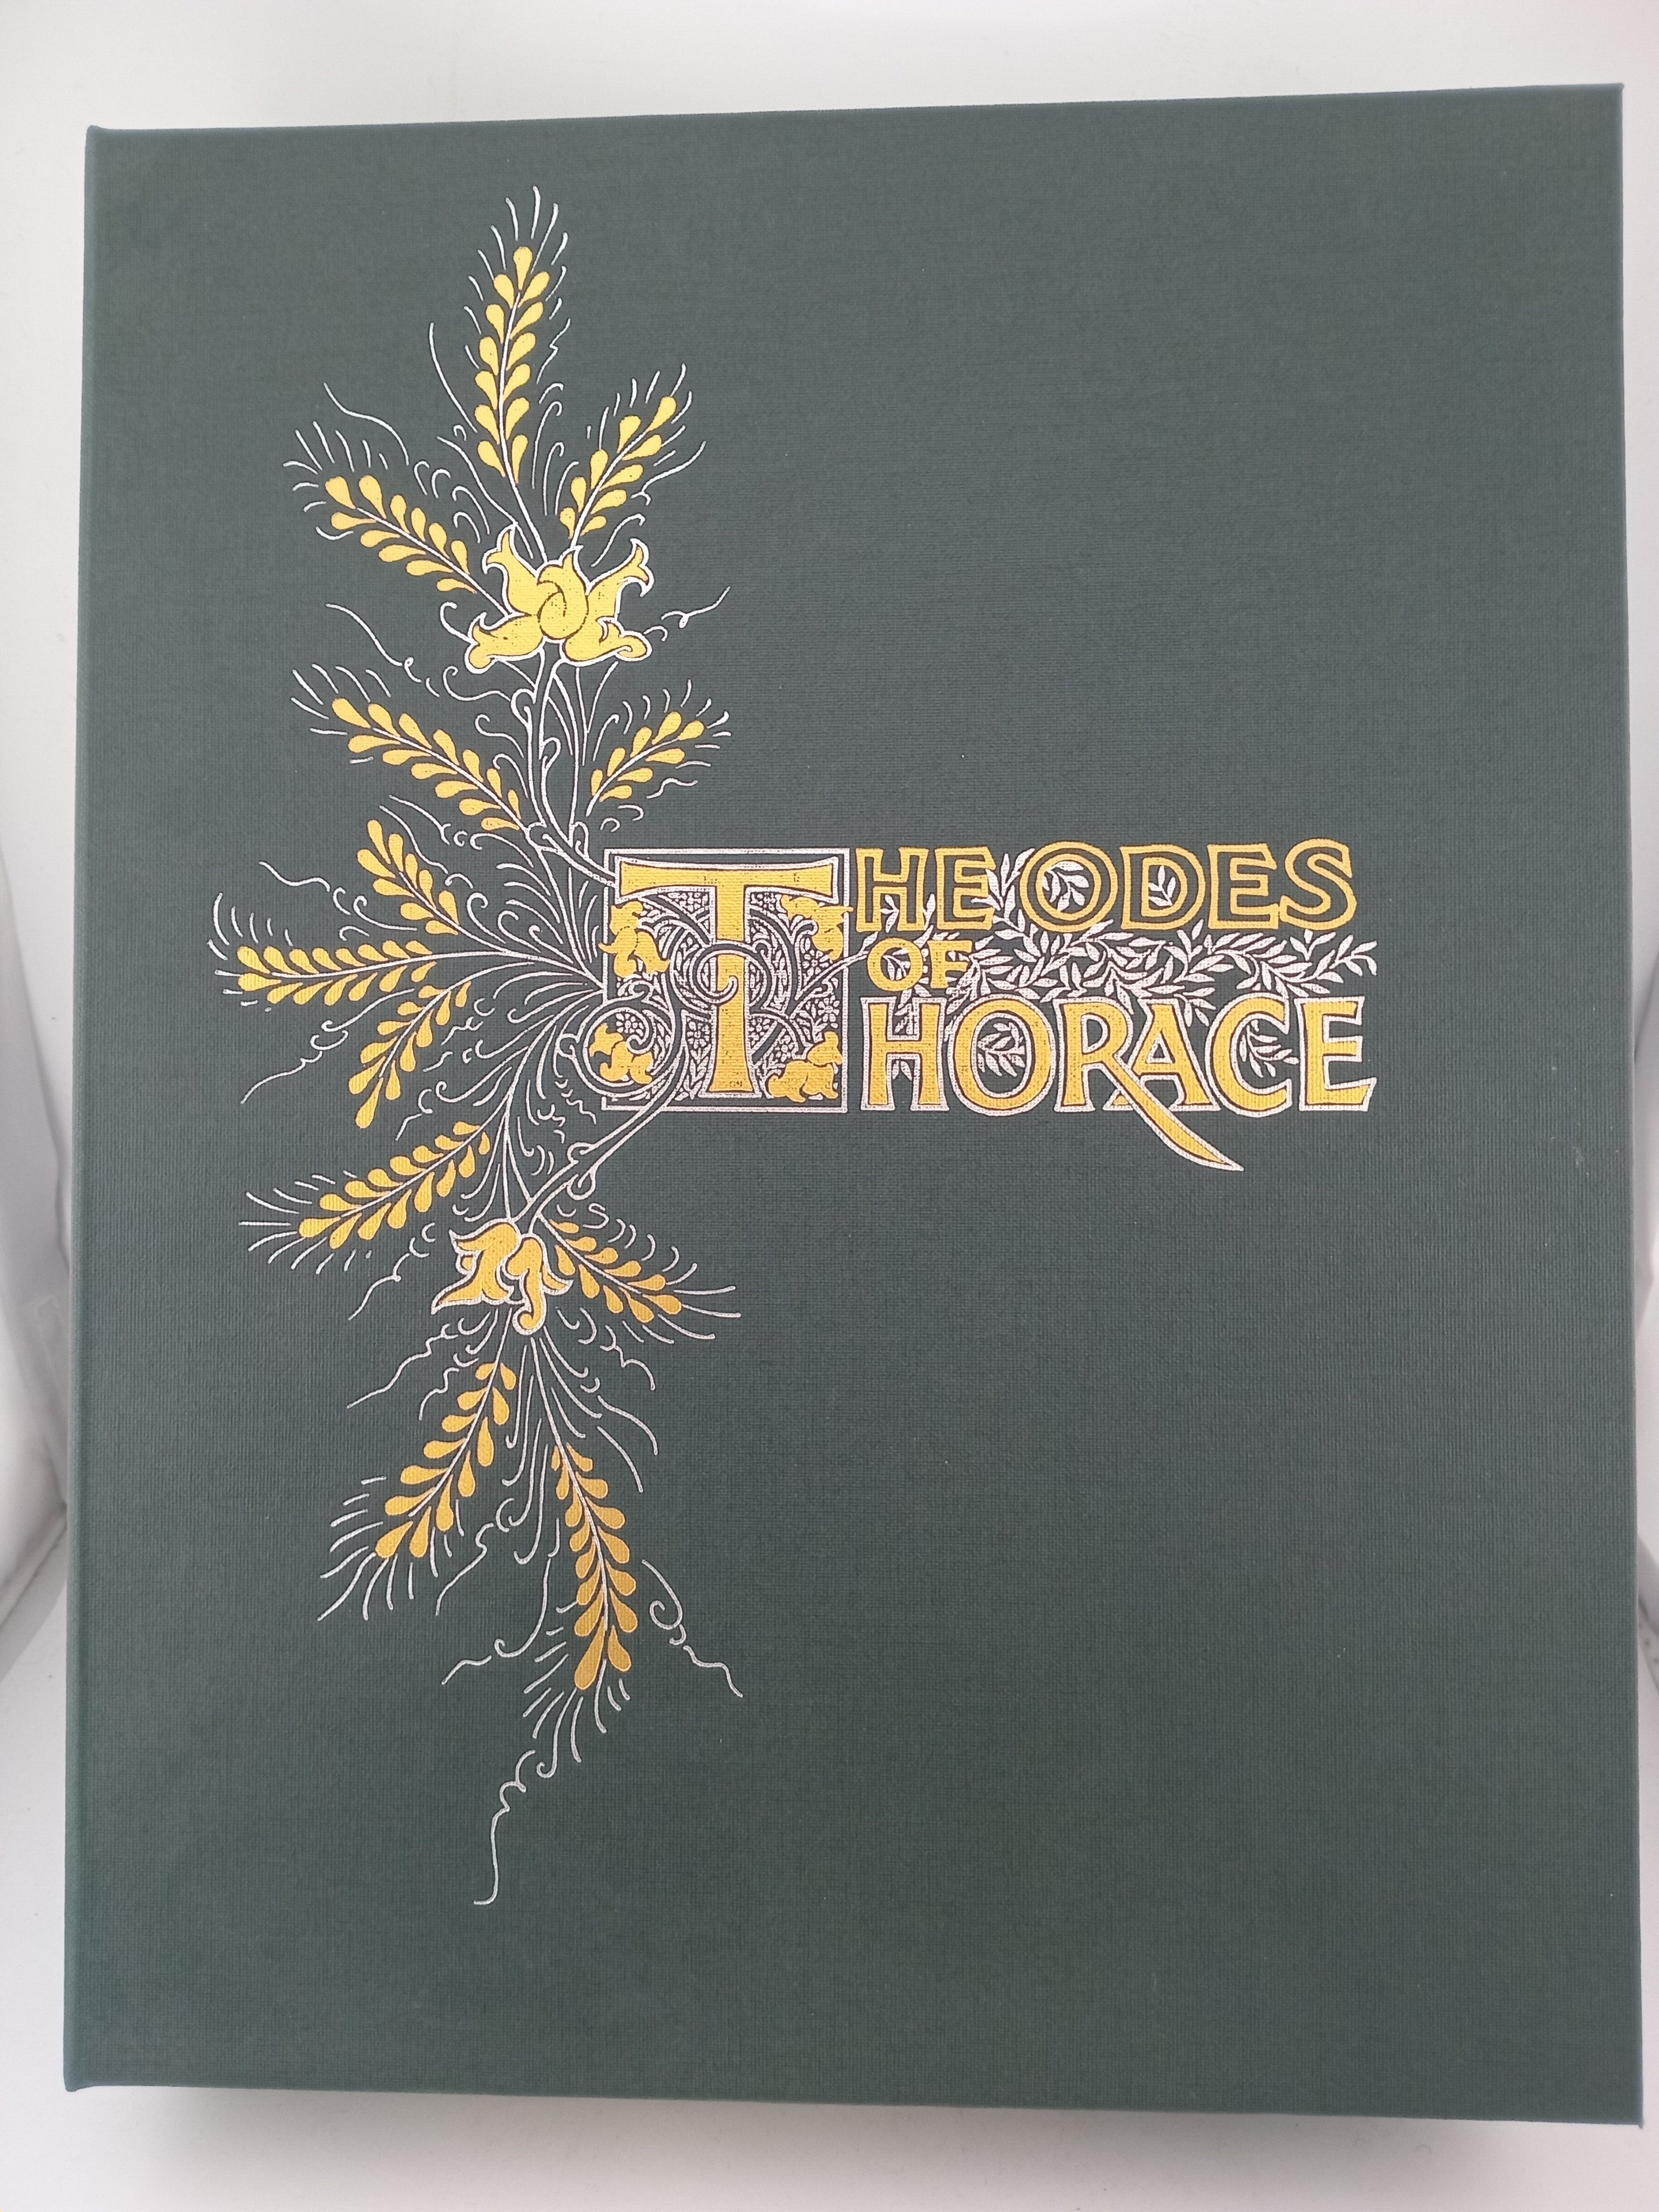 THE ODES
OF
HORACE